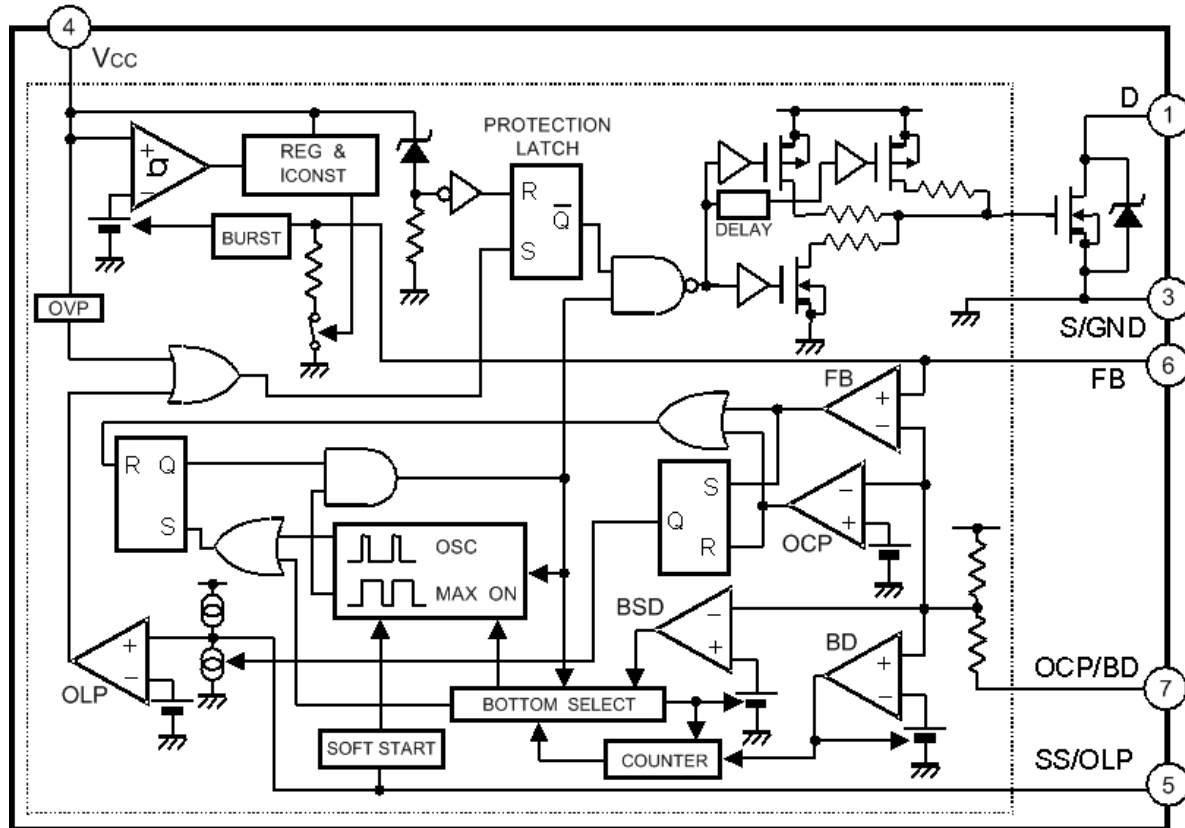 4
Vcc
D
1
PROTECTION
LATCH
+
−
REG &
ICONST
R
Q
S
DELAY
BURST
OVP
3
S/GND
FB
6
FB
+
−
R Q
S
S
Q
R
−
+
OCP
OSC
MAX ON
BSD
−
+
BD
+
−
OLP
+
−
OCP/BD
7
BOTTOM SELECT
SOFT START
COUNTER
SS/OLP
5